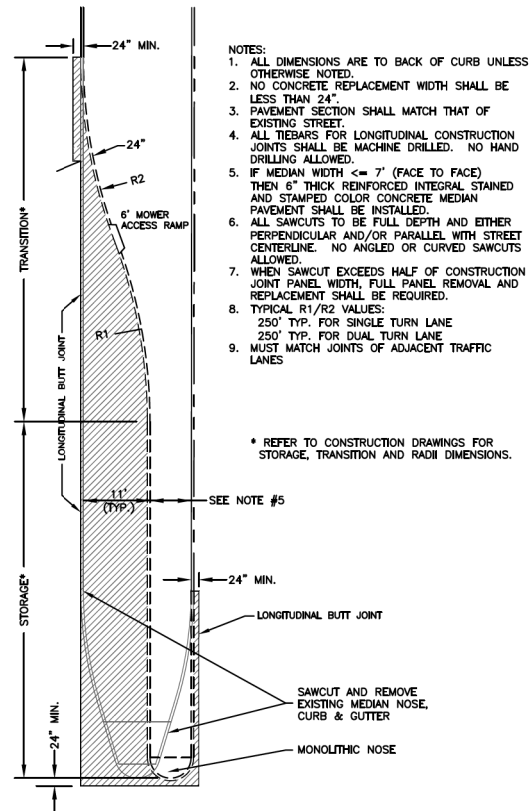 24" MIN.
24"
R2
6' MOWER
ACCESS RAMP
R1
TRANSITION*
LONGITUDINAL BUTT JOINT
11'
(TYP.)
SEE NOTE #5
STORAGE*
24" MIN.
LONGITUDINAL BUTT JOINT
SAWCUT AND REMOVE
EXISTING MEDIAN NOSE,
CURB & GUTTER
MONOLITHIC NOSE
24" MIN.
NOTES:
1. ALL DIMENSIONS ARE TO BACK OF CURB UNLESS
OTHERWISE NOTED.
2. NO CONCRETE REPLACEMENT WIDTH SHALL BE
LESS THAN 24".
3. PAVEMENT SECTION SHALL MATCH THAT OF
EXISTING STREET.
4. ALL TIEBARS FOR LONGITUDINAL CONSTRUCTION
JOINTS SHALL BE MACHINE DRILLED. NO HAND
DRILLING ALLOWED.
5. IF MEDIAN WIDTH <= 7' (FACE TO FACE)
THEN 6" THICK REINFORCED INTEGRAL STAINED
AND STAMPED COLOR CONCRETE MEDIAN
PAVEMENT SHALL BE INSTALLED.
6. ALL SAWCUTS TO BE FULL DEPTH AND EITHER
PERPENDICULAR AND/OR PARALLEL WITH STREET
CENTERLINE. NO ANGLED OR CURVED SAWCUTS
ALLOWED.
7. WHEN SAWCUT EXCEEDS HALF OF CONSTRUCTION
JOINT PANEL WIDTH, FULL PANEL REMOVAL AND
REPLACEMENT SHALL BE REQUIRED.
8. TYPICAL R1/R2 VALUES:
250' TYP. FOR SINGLE TURN LANE
250' TYP. FOR DUAL TURN LANE
9. MUST MATCH JOINTS OF ADJACENT TRAFFIC
LANES
* REFER TO CONSTRUCTION DRAWINGS FOR
STORAGE, TRANSITION AND RADII DIMENSIONS.